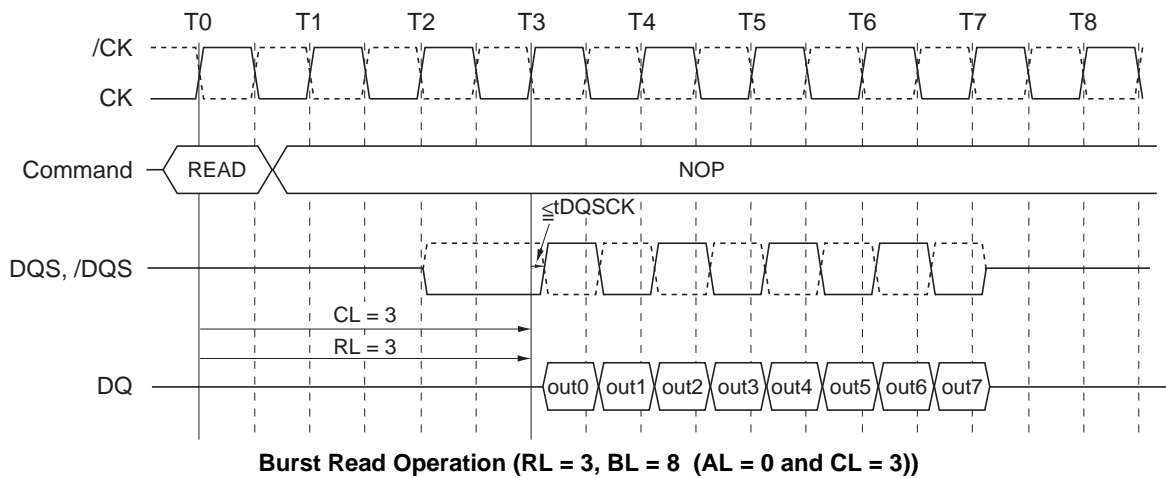 T0 T1 T2 T3 T4 T5 T6 T7 T8
/CK
CK
Command READ NOP
≦tDQSCK
DQS, /DQS
CL = 3
RL = 3
DQ out0 out1 out2 out3 out4 out5 out6 out7
Burst Read Operation (RL = 3, BL = 8 (AL = 0 and CL = 3))